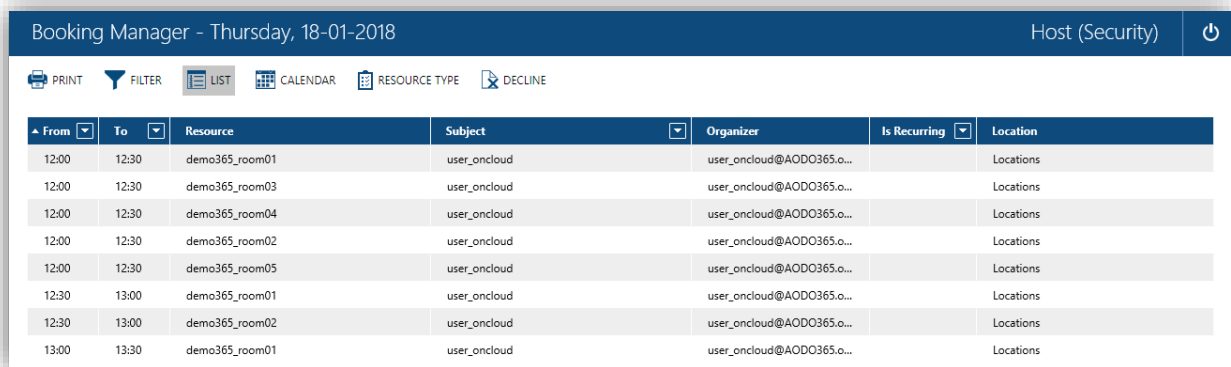 Booking Manager - Thursday, 18-01-2018 Host (Security)
PRINT FILTER LIST CALENDAR RESOURCE TYPE DECLINE
From To Resource Subject Organizer Is Recurring Location
12:00 12:30 demo365_room01 user_oncloud user_oncloud@AODO365.o... Locations
12:00 12:30 demo365_room03 user_oncloud user_oncloud@AODO365.o... Locations
12:00 12:30 demo365_room04 user_oncloud user_oncloud@AODO365.o... Locations
12:00 12:30 demo365_room02 user_oncloud user_oncloud@AODO365.o... Locations
12:00 12:30 demo365_room05 user_oncloud user_oncloud@AODO365.o... Locations
12:30 13:00 demo365_room01 user_oncloud user_oncloud@AODO365.o... Locations
12:30 13:00 demo365_room02 user_oncloud user_oncloud@AODO365.o... Locations
13:00 13:30 demo365_room01 user_oncloud user_oncloud@AODO365.o... Locations